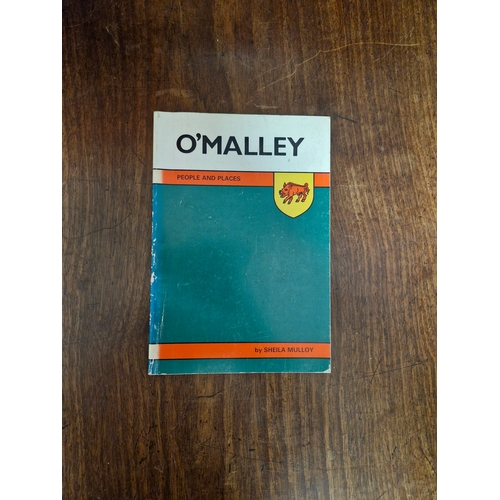 O'MALLEY
PEOPLE AND PLACES
by SHEILA MULLOY